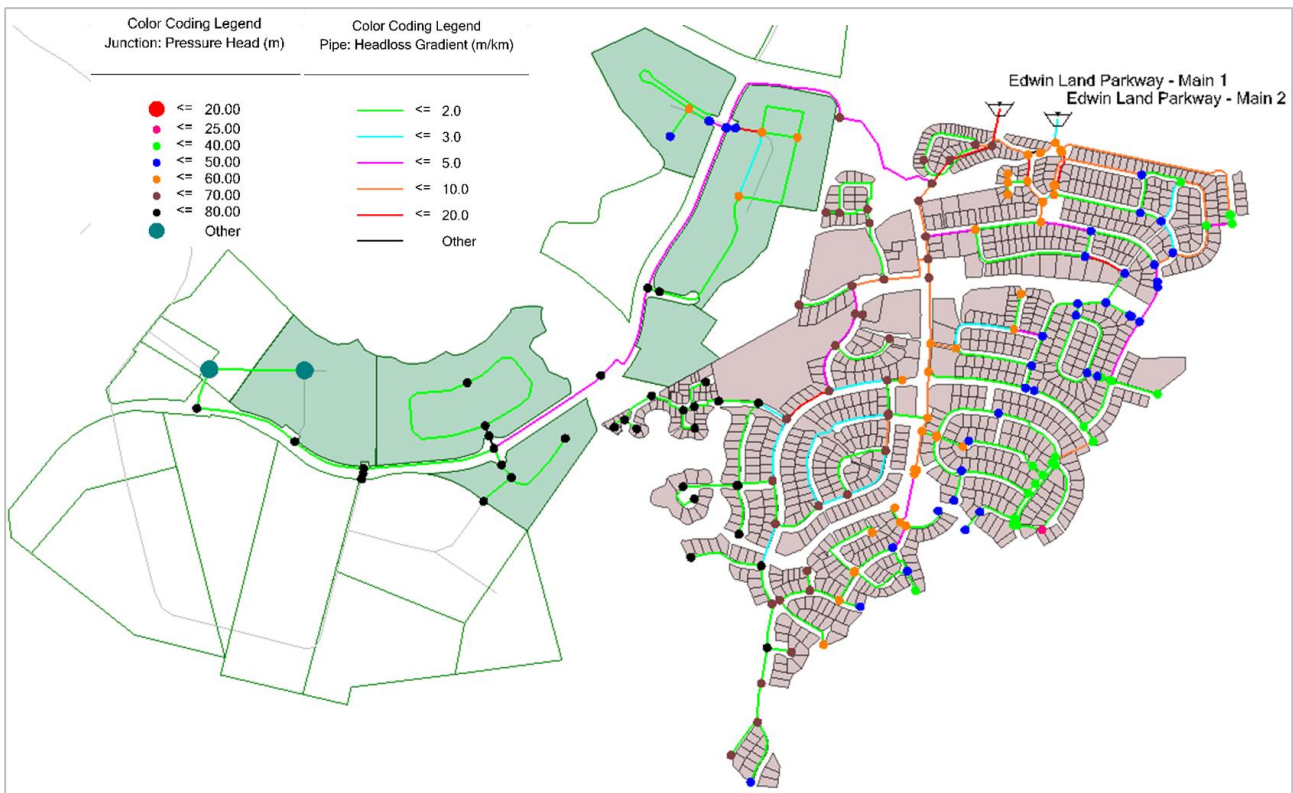 Color Coding Legend
Junction: Pressure Head (m)
<= 20.00
<= 25.00
<= 40.00
<= 50.00
<= 60.00
<= 70.00
<= 80.00
Other
Color Coding Legend
Pipe: Headloss Gradient (m/km)
<= 2.0
<= 3.0
<= 5.0
<= 10.0
<= 20.0
Other
Edwin Land Parkway - Main 1
Edwin Land Parkway - Main 2